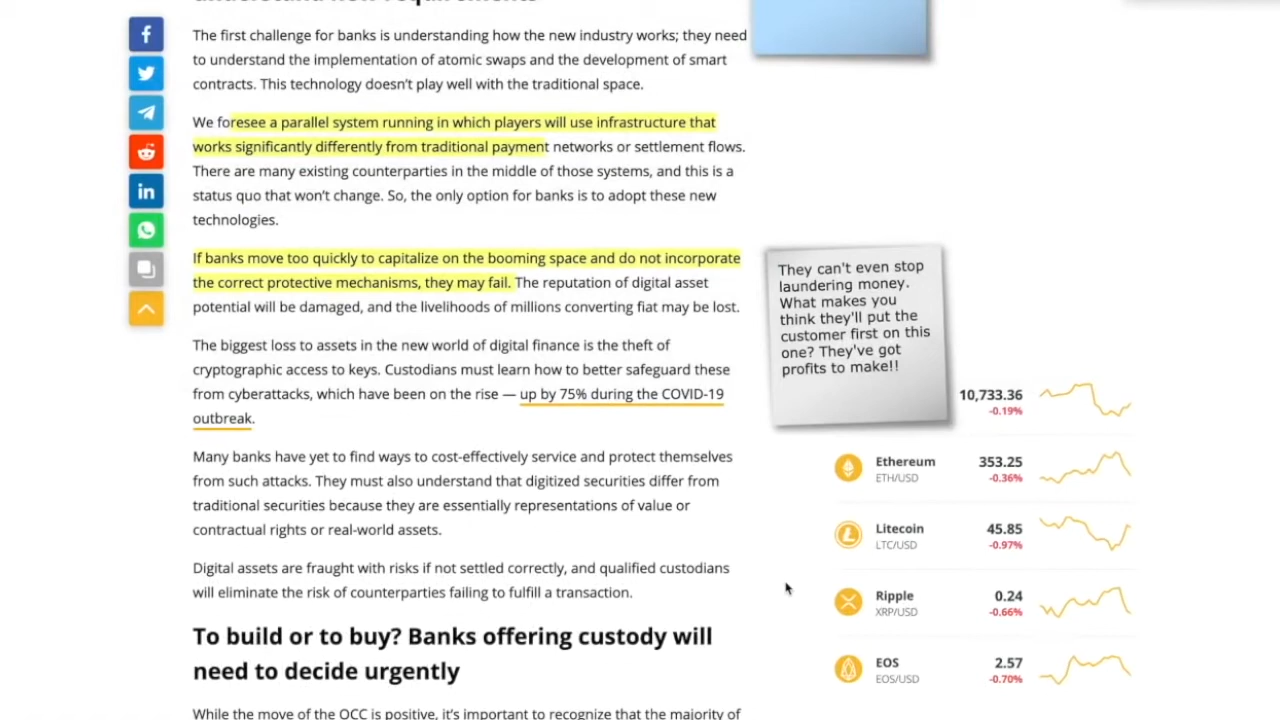 The first challenge for banks is understanding how the new industry works; they need
to understand the implementation of atomic swaps and the development of smart
contracts. This technology doesn’t play well with the traditional space.
We foresee a parallel system running in which players will use infrastructure that
works significantly differently from traditional payment networks or settlement flows.
There are many existing counterparties in the middle of those systems, and this is a
status quo that won’t change. So, the only option for banks is to adopt these new
technologies.
If banks move too quickly to capitalize on the booming space and do not incorporate
the correct protective mechanisms, they may fail. The reputation of digital asset
potential will be damaged, and the livelihoods of millions converting fiat may be lost.
The biggest loss to assets in the new world of digital finance is the theft of
cryptographic access to keys. Custodians must learn how to better safeguard these
from cyberattacks, which have been on the rise — up by 75% during the COVID-19
outbreak.
Many banks have yet to find ways to cost-effectively service and protect themselves
from such attacks. They must also understand that digitized securities differ from
traditional securities because they are essentially representations of value or
contractual rights or real-world assets.
Digital assets are fraught with risks if not settled correctly, and qualified custodians
will eliminate the risk of counterparties failing to fulfill a transaction.
To build or to buy? Banks offering custody will
need to decide urgently
While the move of the OCC is positive, it’s important to recognize that the majority of
They can't even stop
laundering money.
What makes you
think they'll put the
customer first on this
one? They've got
profits to make!!
10,733.36
-0.19%
Ethereum 353.25
ETH/USD -0.36%
Litecoin 45.85
LTC/USD -0.97%
Ripple 0.24
XRP/USD -0.66%
EOS 2.57
EOS/USD -0.70%